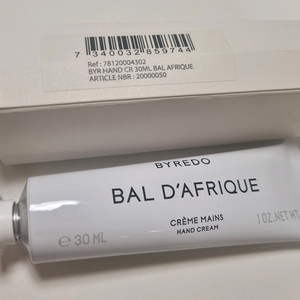 7 340032 859744
Ref : 78120004302
BYR HAND CR 30ML BAL AFRIQUE
ARTICLE NBR : 20000050
BYREDO
BAL D'AFRIQUE
CRÈME MAINS
HAND CREAM
℮ 30 ML
1 OZ. NET